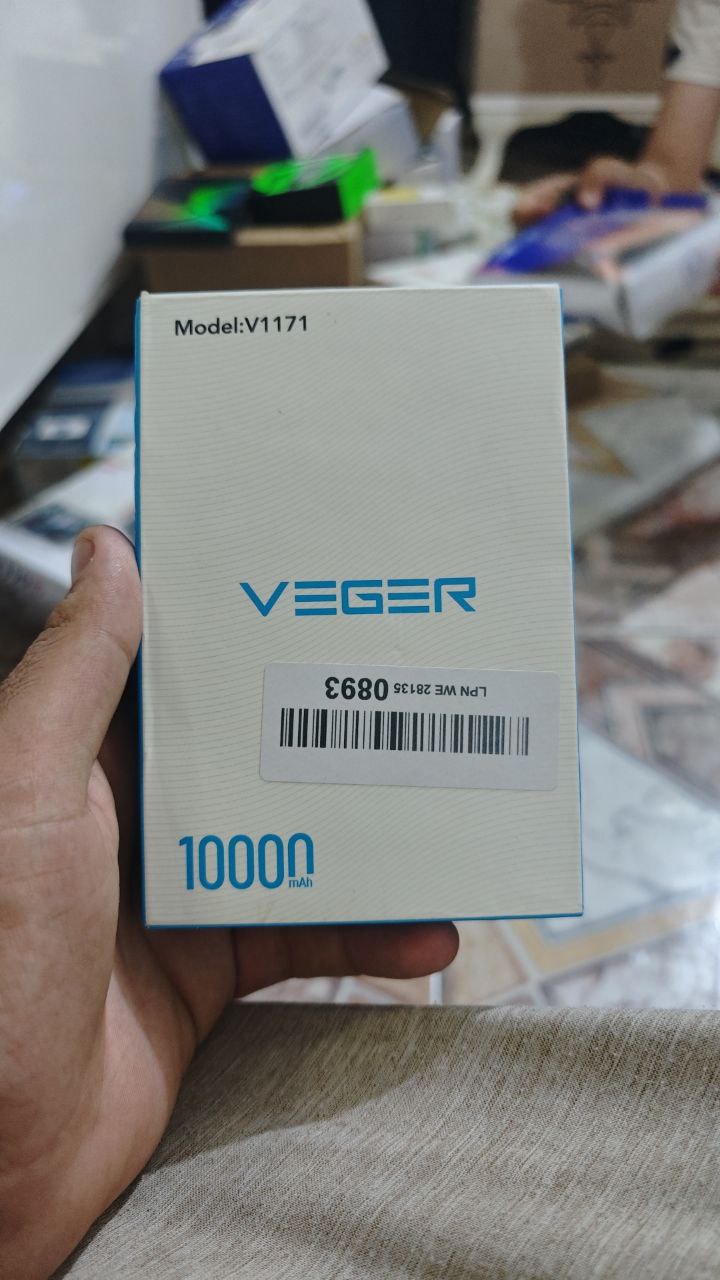 Model:V1171
VEGER
LPN WE 28135 0893
10000
mAh